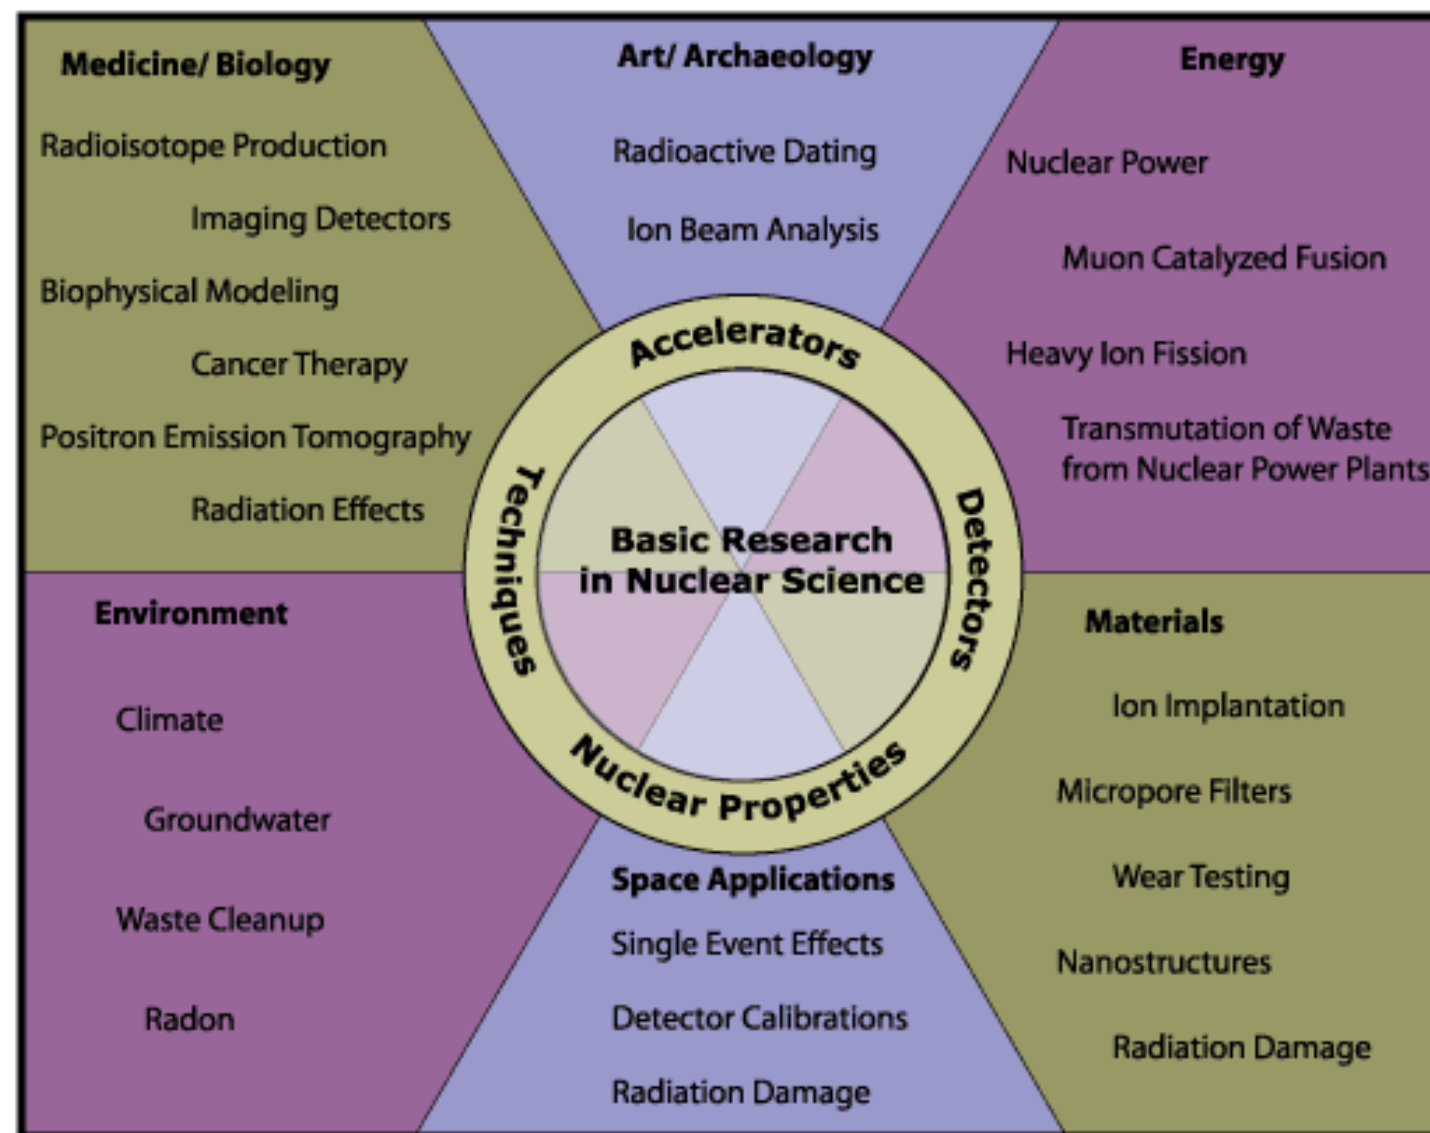 Medicine/ Biology
Radioisotope Production
Imaging Detectors
Biophysical Modeling
Cancer Therapy
Positron Emission Tomography
Radiation Effects
Art/ Archaeology
Radioactive Dating
Ion Beam Analysis
Energy
Nuclear Power
Muon Catalyzed Fusion
Heavy Ion Fission
Transmutation of Waste
from Nuclear Power Plants
Accelerators
Techniques
Detectors
Nuclear Properties
Basic Research
in Nuclear Science
Environment
Climate
Groundwater
Waste Cleanup
Radon
Space Applications
Single Event Effects
Detector Calibrations
Radiation Damage
Materials
Ion Implantation
Micropore Filters
Wear Testing
Nanostructures
Radiation Damage